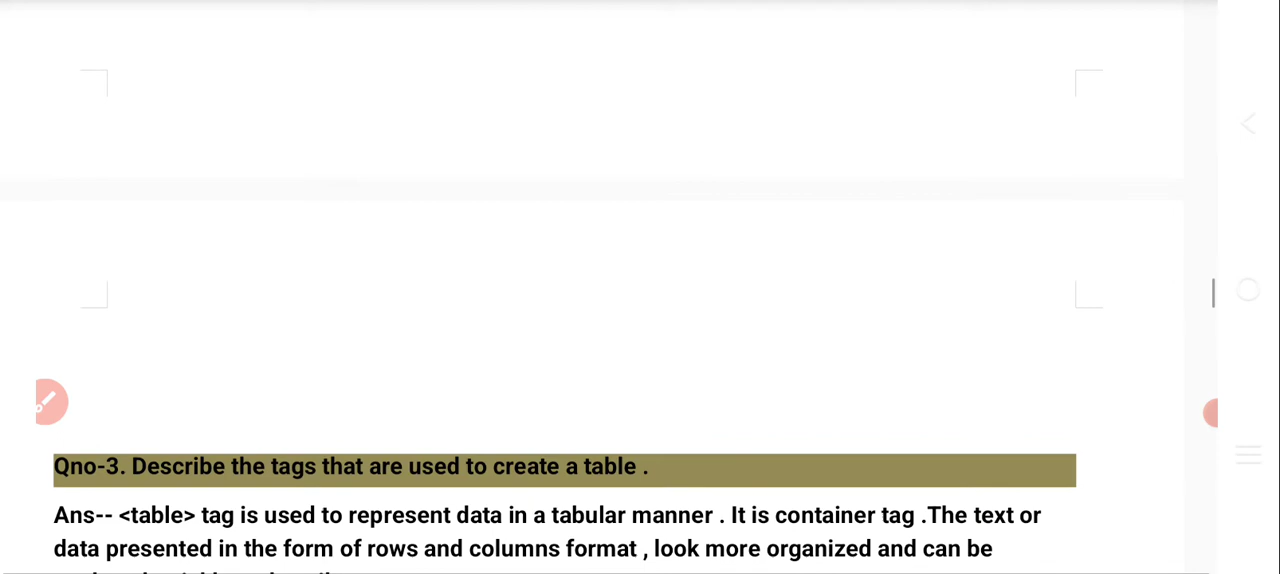 Qno-3. Describe the tags that are used to create a table .
Ans-- <table> tag is used to represent data in a tabular manner . It is container tag .The text or
data presented in the form of rows and columns format , look more organized and can be